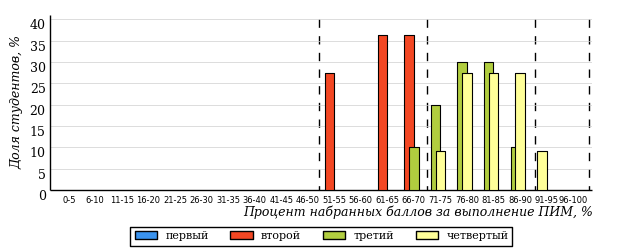 Доля студентов, %
40
35
30
25
20
15
10
5
0
0-5 6-10 11-15 16-20 21-25 26-30 31-35 36-40 41-45 46-50 51-55 56-60 61-65 66-70 71-75 76-80 81-85 86-90 91-95 96-100
Процент набранных баллов за выполнение ПИМ, %
первый второй третий четвертый